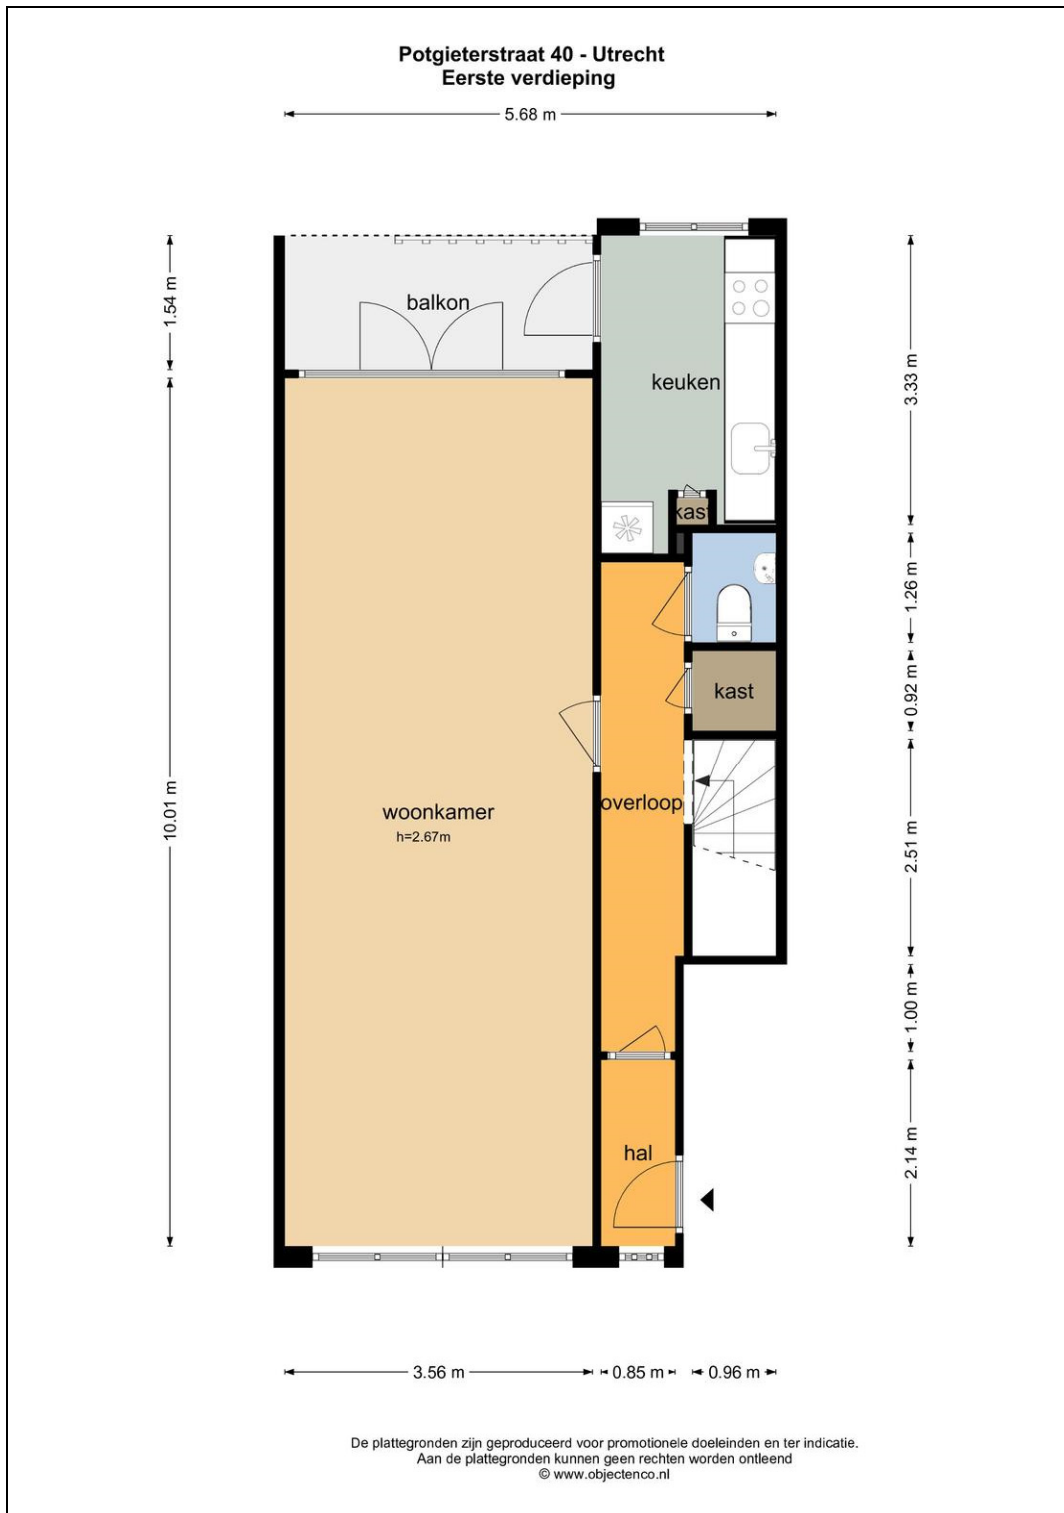 Potgieterstraat 40 - Utrecht
Eerste verdieping
5.68 m
1.54 m
balkon
keuken
3.33 m
kast
1.26 m
kast
0.92 m
overloop
woonkamer
h=2.67m
10.01 m
2.51 m
1.00 m
hal
2.14 m
3.56 m
0.85 m
0.96 m
De plattegronden zijn geproduceerd voor promotionele doeleinden en ter indicatie.
Aan de plattegronden kunnen geen rechten worden ontleend
© www.objectenco.nl